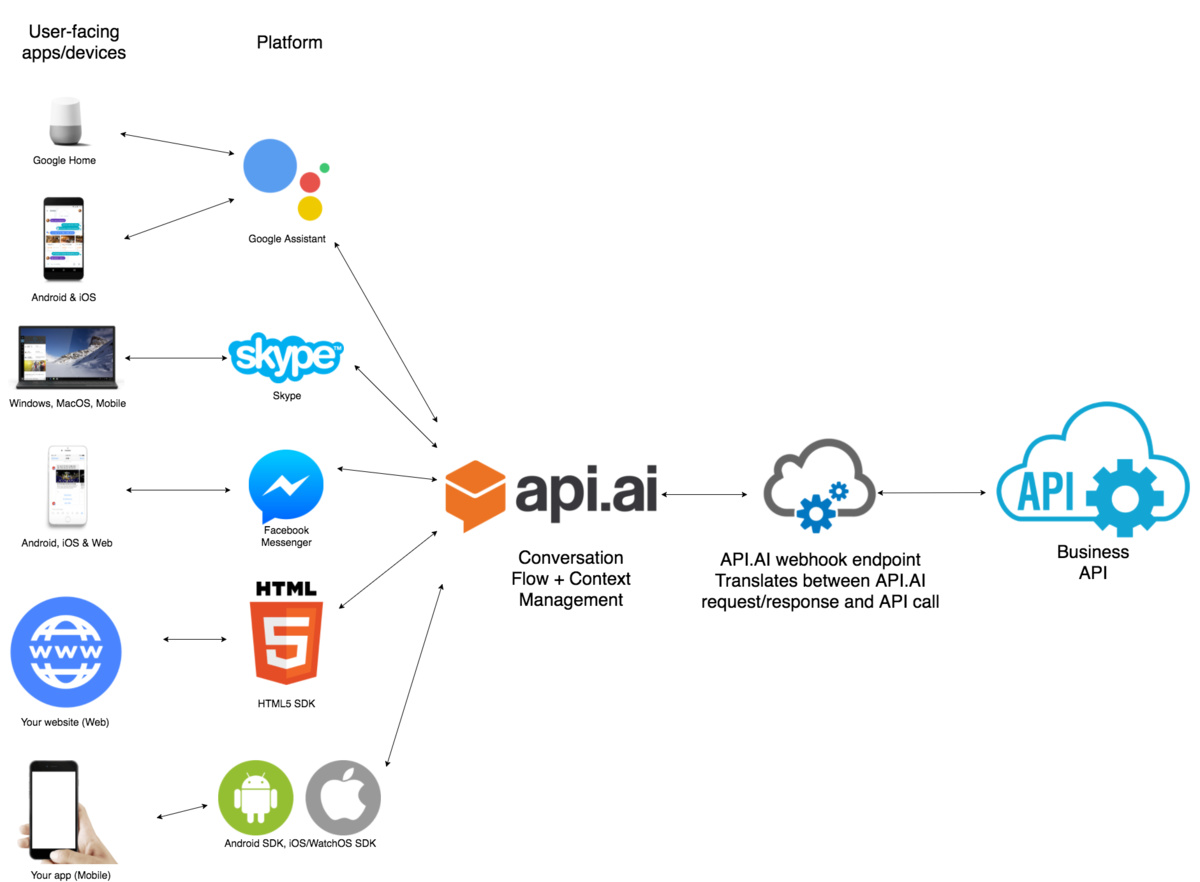 User-facing
apps/devices
Platform
Google Home
Google Assistant
Android & iOS
skype™
Windows, MacOS, Mobile
Skype
Android, iOS & Web
Facebook
Messenger
api.ai
Conversation
Flow + Context
Management
API.AI webhook endpoint
Translates between API.AI
request/response and API call
API
Business
API
HTML
5
WWW
Your website (Web)
HTML5 SDK
Android SDK, iOS/WatchOS SDK
Your app (Mobile)